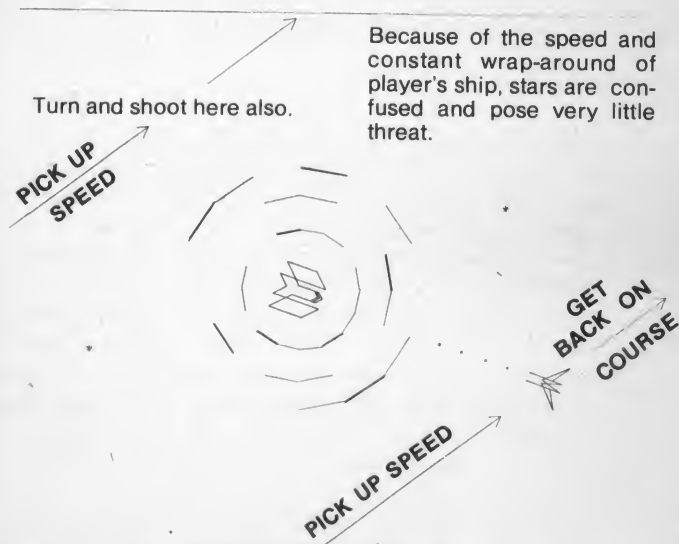 Because of the speed and
constant wrap-around of
player's ship, stars are con-
fused and pose very little
threat.
Turn and shoot here also.
PICK UP
SPEED
GET
BACK ON
COURSE
PICK UP SPEED